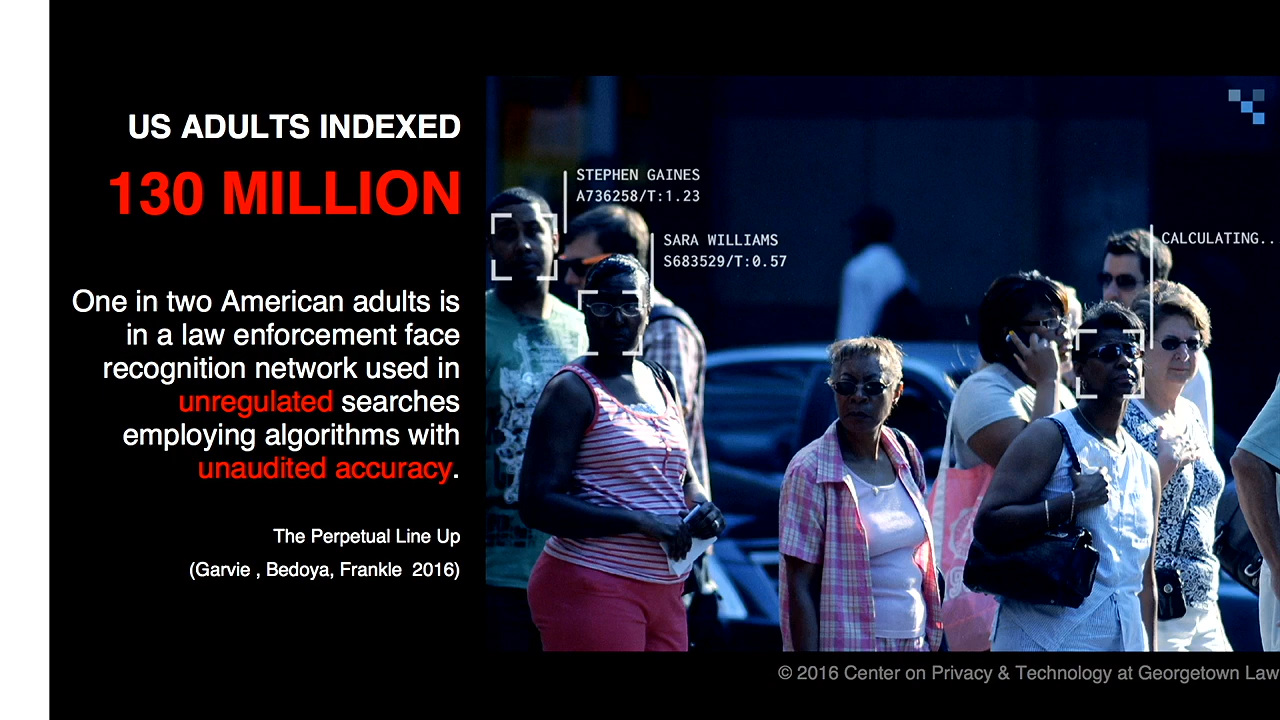 US ADULTS INDEXED
130 MILLION
One in two American adults is
in a law enforcement face
recognition network used in
unregulated searches
employing algorithms with
unaudited accuracy.
The Perpetual Line Up
(Garvie , Bedoya, Frankle  2016)
STEPHEN GAINES
A736258/T:1.23
SARA WILLIAMS
S683529/T:0.57
CALCULATING..
© 2016 Center on Privacy & Technology at Georgetown Law